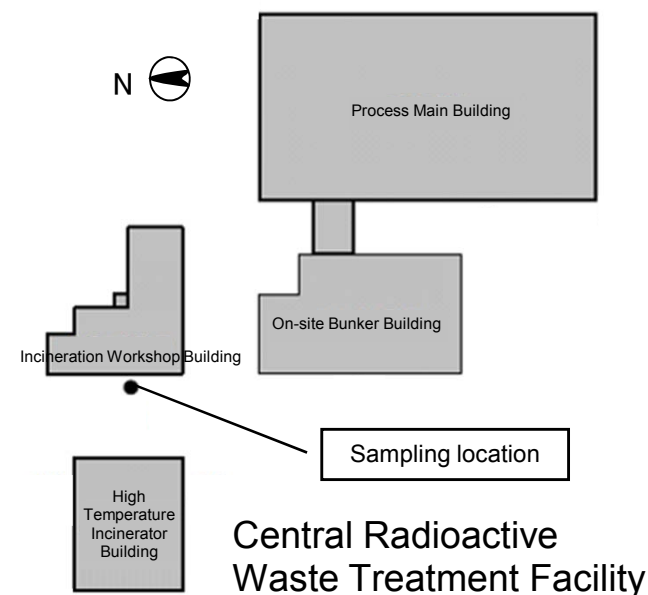 N
Process Main Building
On-site Bunker Building
Incineration Workshop Building
Sampling location
High
Temperature
Incinerator
Building
Central Radioactive
Waste Treatment Facility